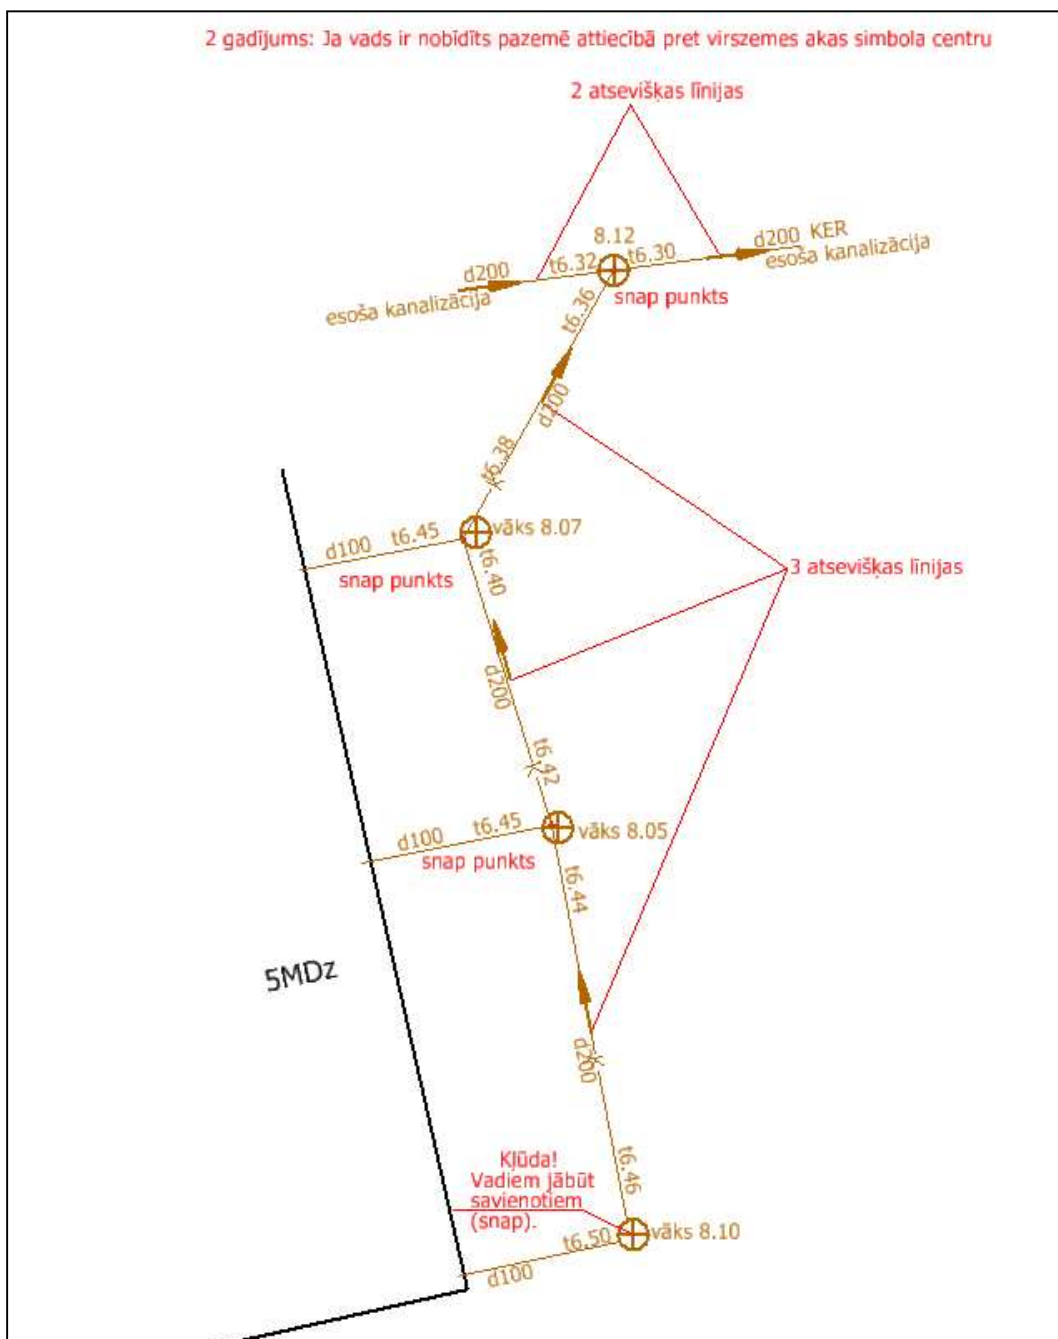 2 gadījums: Ja vads ir nobīdīts pazemē attiecībā pret virszemes akas simbola centru
2 atsevišķas līnijas
8.12
d200 KER
esoša kanalizācija
t6.30
t6.32
d200
esoša kanalizācija
snap punkts
t6.36
d200
t6.38
vāks 8.07
t6.45
d100
snap punkts
t6.40
3 atsevišķas līnijas
d200
t6.42
t6.45
d100
vāks 8.05
snap punkts
t6.44
5MDz
d200
Kļūda!
Vadiem jābūt
savienotiem
(snap).
t6.46
vāks 8.10
t6.50
d100